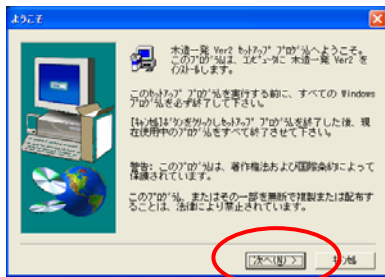 ようこそ
木造一発 Ver2 ｾｯﾄｱｯﾌﾟ ﾌﾟﾛｸﾞﾗﾑへようこそ。
このﾌﾟﾛｸﾞﾗﾑは、ｺﾝﾋﾟｭｰﾀに 木造一発 Ver2 を
ｲﾝｽﾄｰﾙします。
このｾｯﾄｱｯﾌﾟ ﾌﾟﾛｸﾞﾗﾑを実行する前に、すべての Windows
ﾌﾟﾛｸﾞﾗﾑを必ず終了して下さい。
[ｷｬﾝｾﾙ]ﾎﾞﾀﾝをｸﾘｯｸしｾｯﾄｱｯﾌﾟ ﾌﾟﾛｸﾞﾗﾑを終了した後、現
在使用中のﾌﾟﾛｸﾞﾗﾑをすべて終了させて下さい。
警告: このﾌﾟﾛｸﾞﾗﾑは、著作権法および国際条約によって
保護されています。
このﾌﾟﾛｸﾞﾗﾑ、またはその一部を無断で複製または配布す
ることは、法律により禁止されています。
次へ(N) >
ｷｬﾝｾﾙ